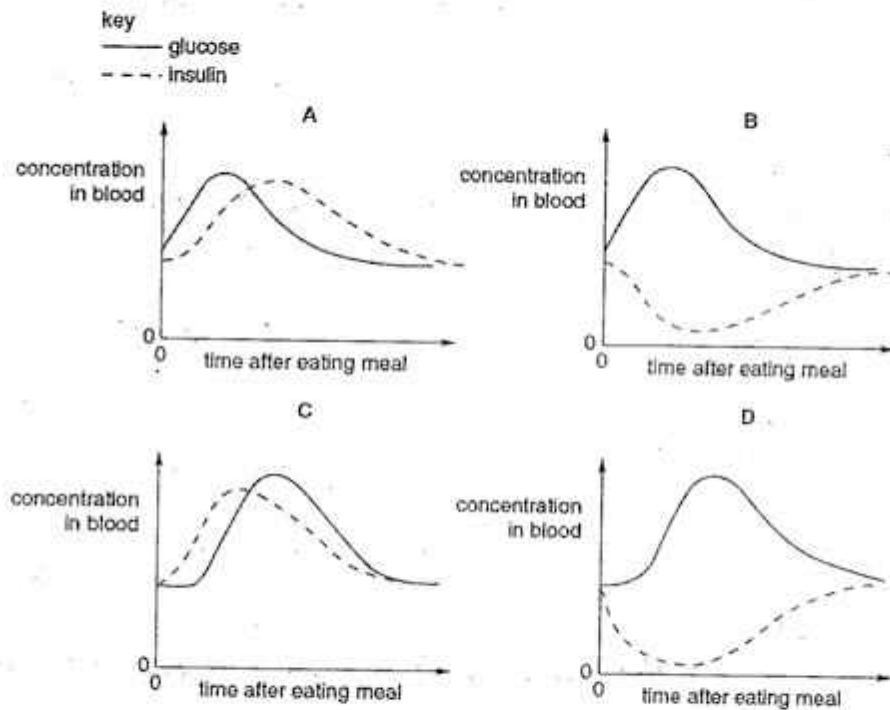 key
glucose
insulin
A
concentration
in blood
0
0
time after eating meal
B
concentration
in blood
0
0
time after eating meal
C
concentration
in blood
0
0
time after eating meal
D
concentration
in blood
0
0
time after eating meal